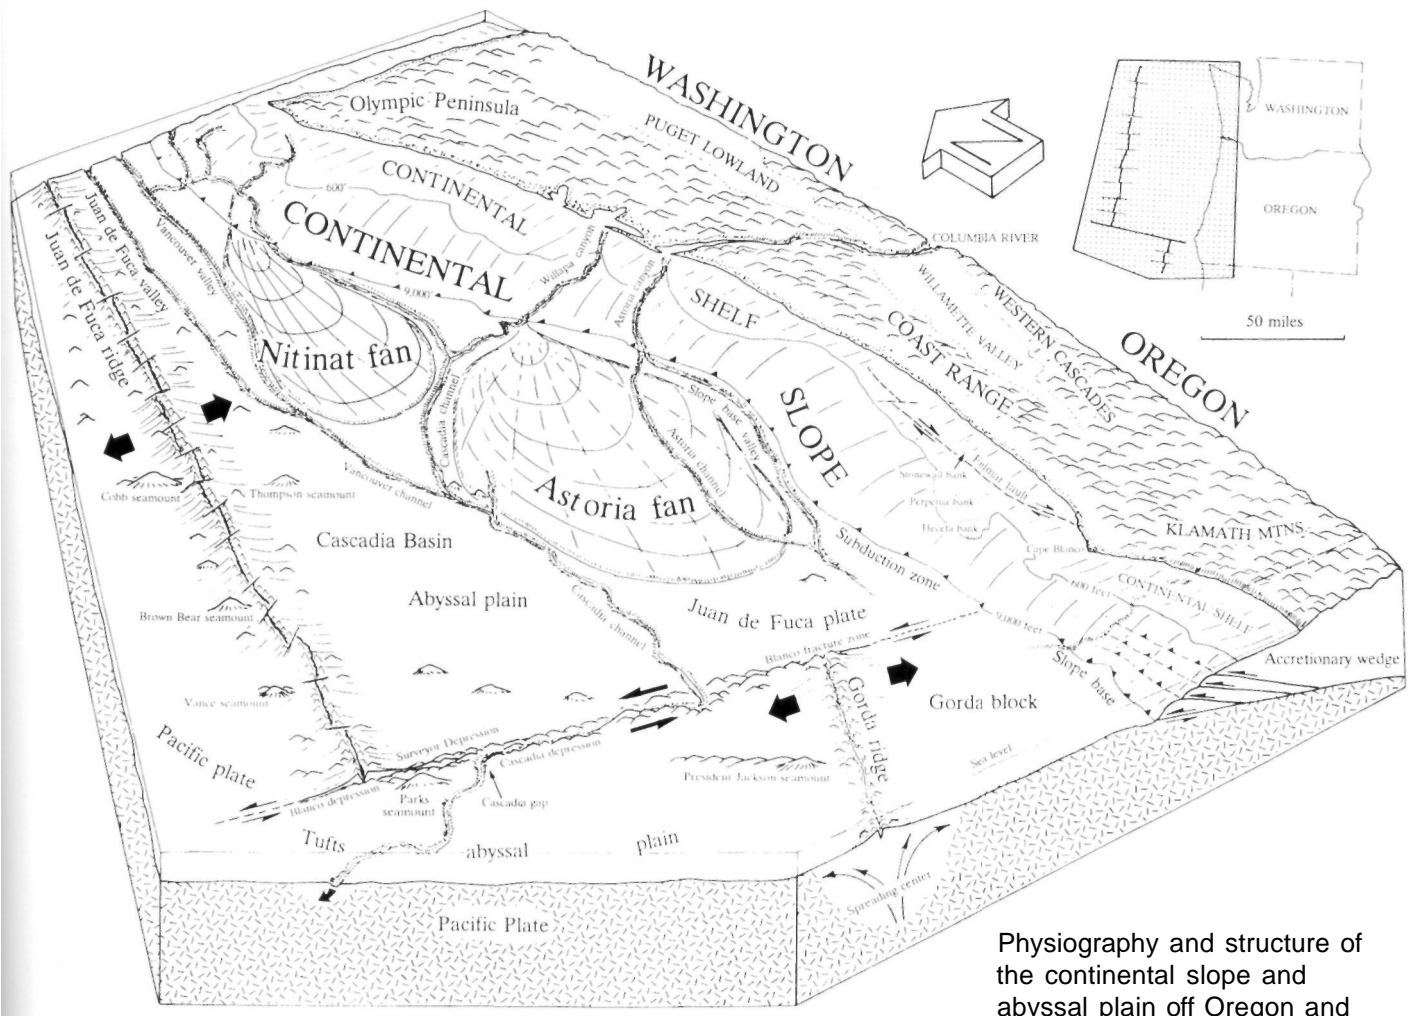 WASHINGTON
Olympic Peninsula
PUGET LOWLAND
WASHINGTON
OREGON
50 miles
COLUMBIA RIVER
CONTINENTAL
600'
CONTINENTAL
9,000'
Willapa canyon
Astoria canyon
SHELF
SLOPE
COAST RANGE
WILLAMETTE VALLEY
WESTERN CASCADES
OREGON
Juan de Fuca ridge
Juan de Fuca valley
Vancouver valley
Nitinat fan
Cascadia channel
Slope base valley
Astoria channel
Astoria fan
Vancouver channel
Cobb seamount
Thompson seamount
Cascadia Basin
Abyssal plain
Stonewall bank
Perpetua bank
Heceta bank
fault
Cape Blanco
KLAMATH MTNS
Subduction zone
Juan de Fuca plate
Cascadia channel
Brown Bear seamount
Blanco fracture zone
600 feet
CONTINENTAL SHELF
9,000 feet
Slope base
Accretionary wedge
Vance seamount
Gorda ridge
Gorda block
Pacific plate
Surveyor Depression
Cascadia depression
Sea level
President Jackson seamount
Blanco depression
Parks
seamount
Cascadia gap
Tufts abyssal plain
Spreading center
Pacific Plate
Physiography and structure of
the continental slope and
abyssal plain off Oregon and